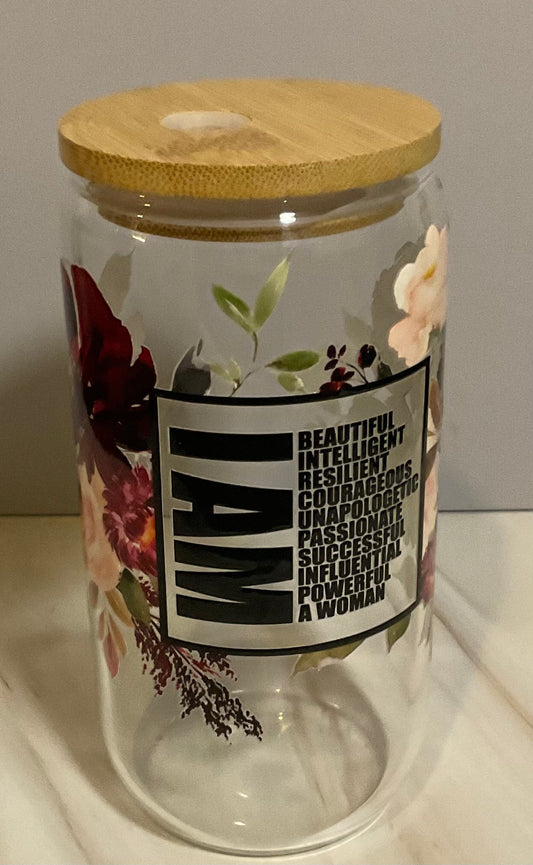 I AM
BEAUTIFUL
INTELLIGENT
RESILIENT
COURAGEOUS
UNAPOLOGETIC
PASSIONATE
SUCCESSFUL
INFLUENTIAL
POWERFUL
A WOMAN